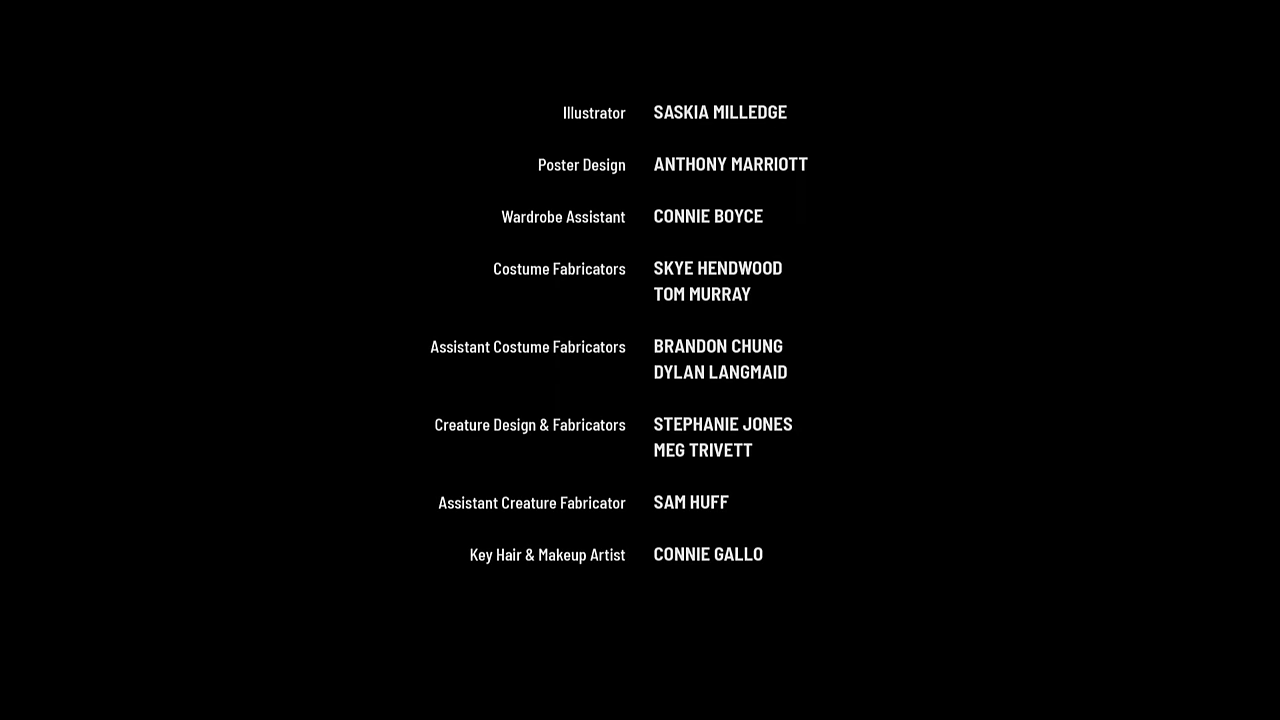 Illustrator SASKIA MILLEDGE
Poster Design ANTHONY MARRIOTT
Wardrobe Assistant CONNIE BOYCE
Costume Fabricators SKYE HENDWOOD
TOM MURRAY
Assistant Costume Fabricators BRANDON CHUNG
DYLAN LANGMAID
Creature Design & Fabricators STEPHANIE JONES
MEG TRIVETT
Assistant Creature Fabricator SAM HUFF
Key Hair & Makeup Artist CONNIE GALLO